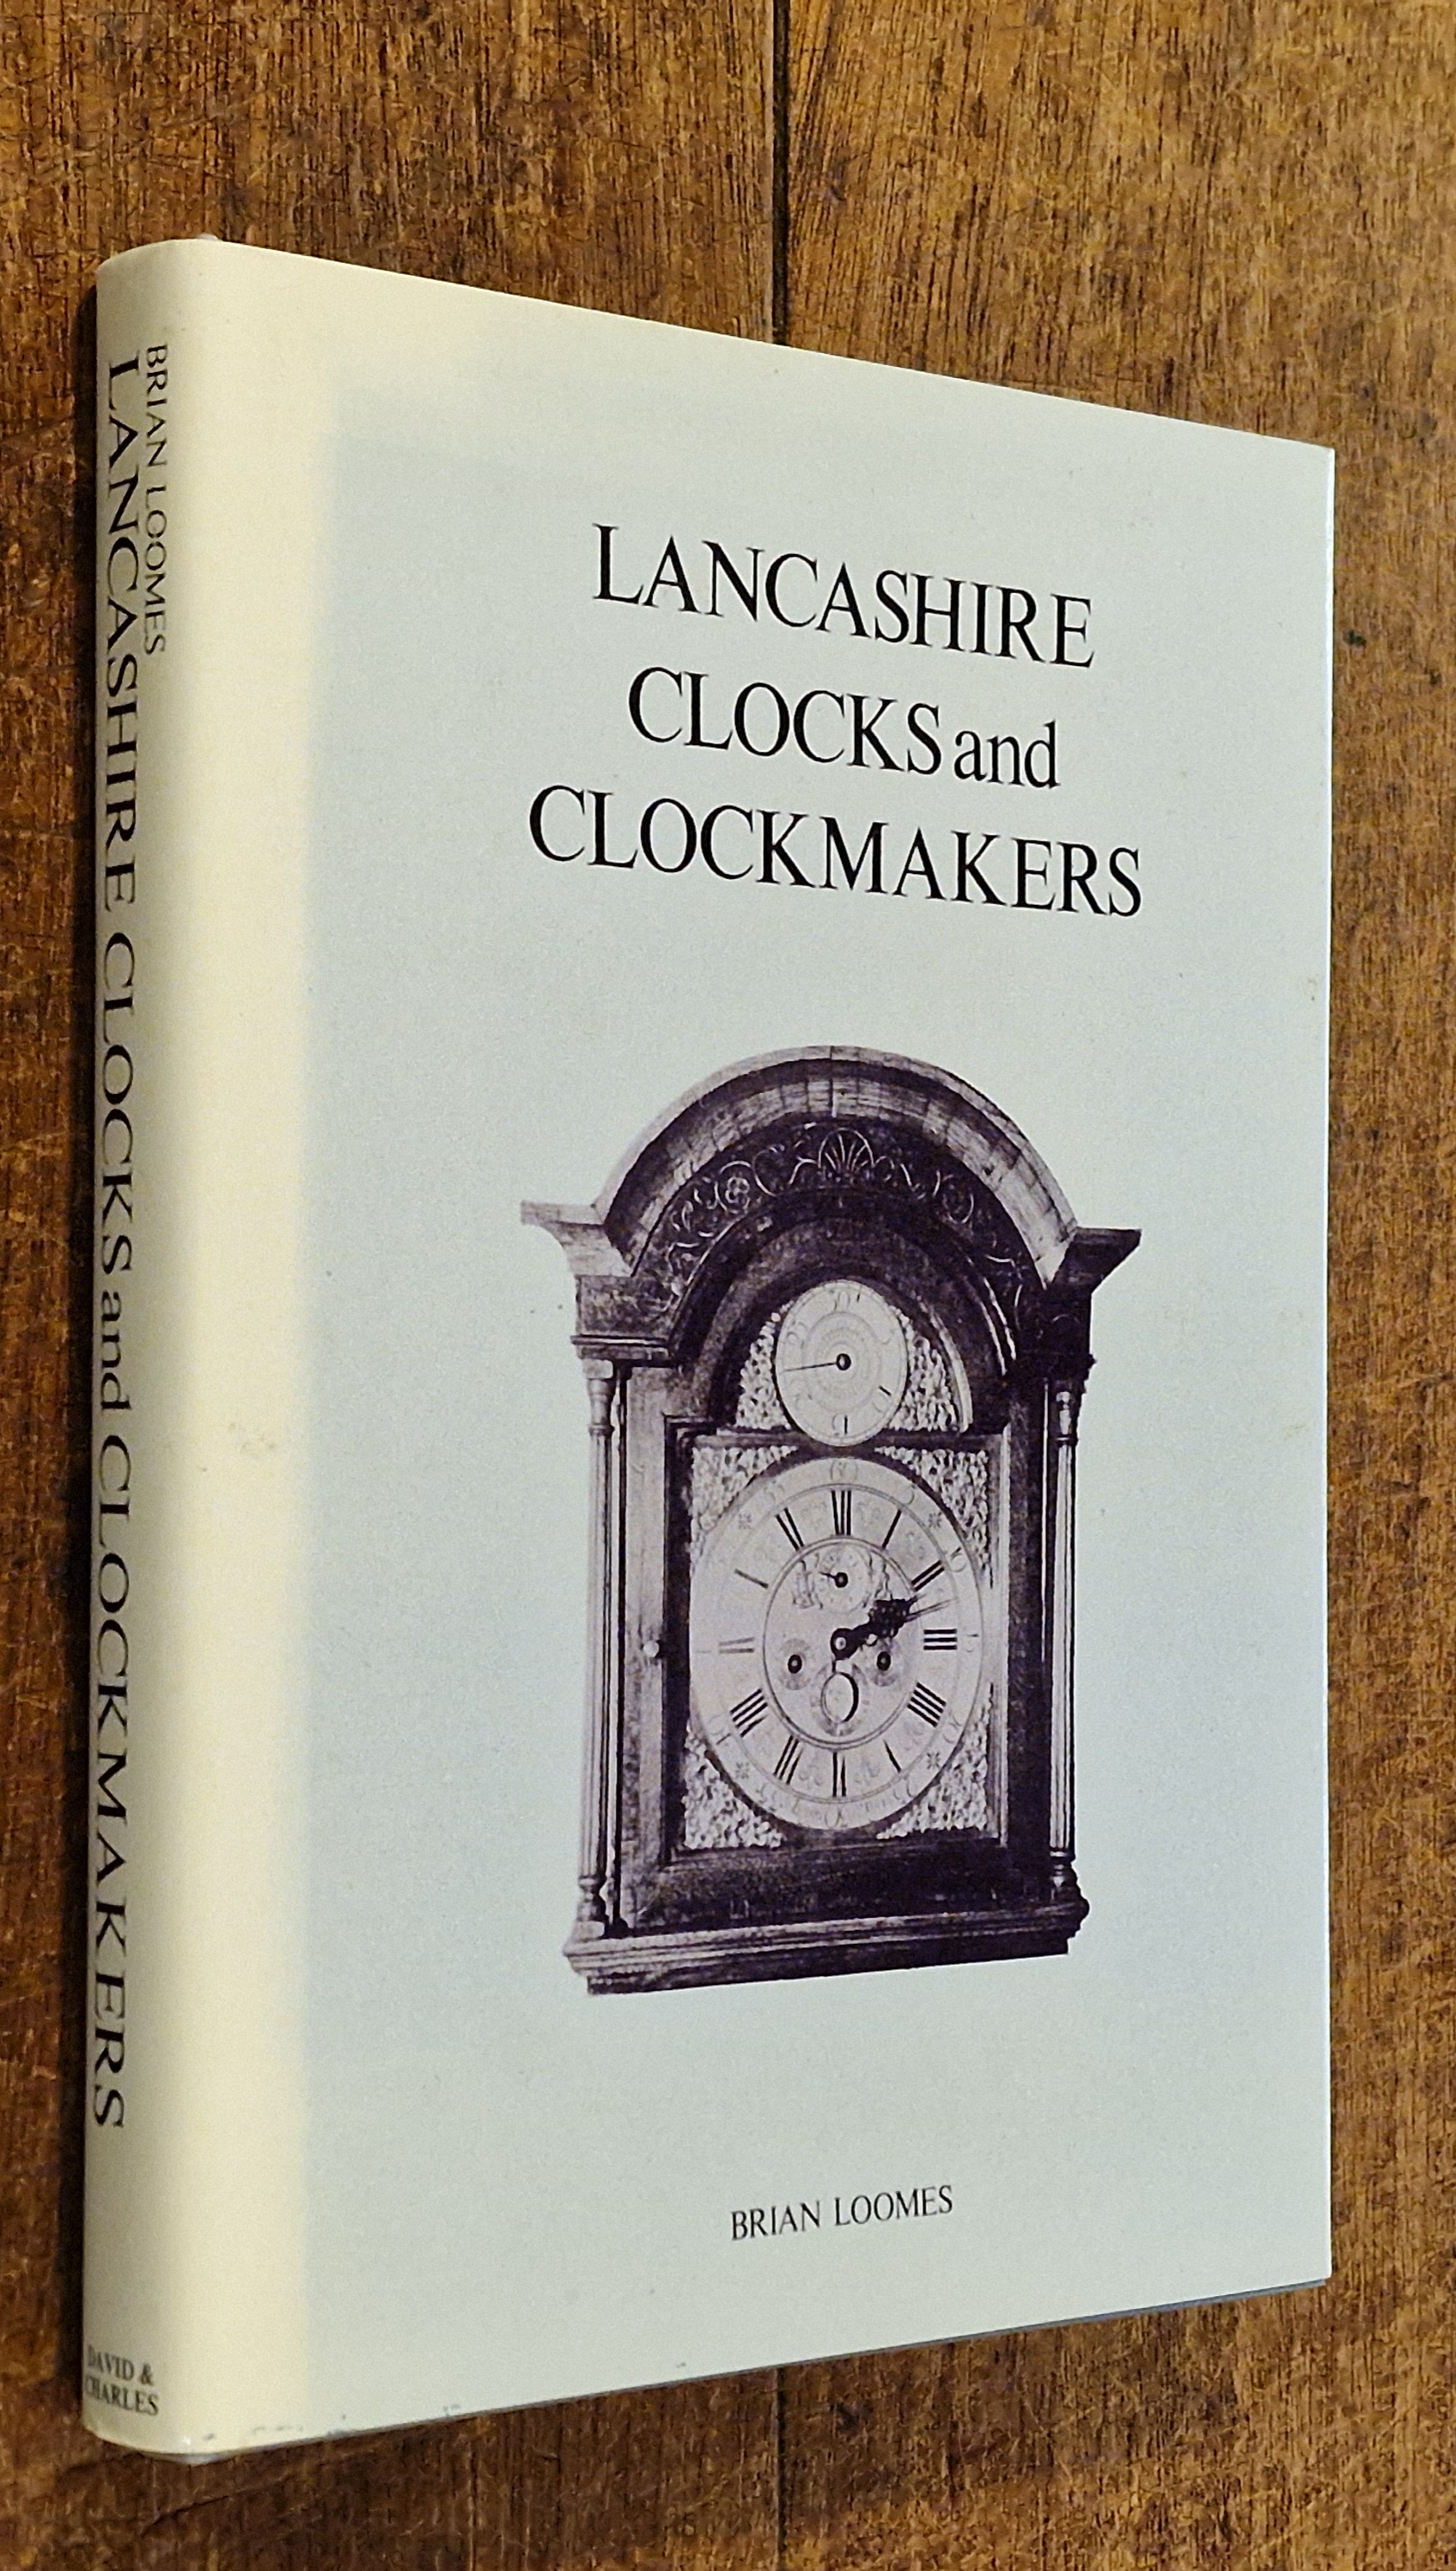 BRIAN LOOMES
LANCASHIRE CLOCKS and CLOCKMAKERS
DAVID &
CHARLES
LANCASHIRE
CLOCKS and
CLOCKMAKERS
BRIAN LOOMES